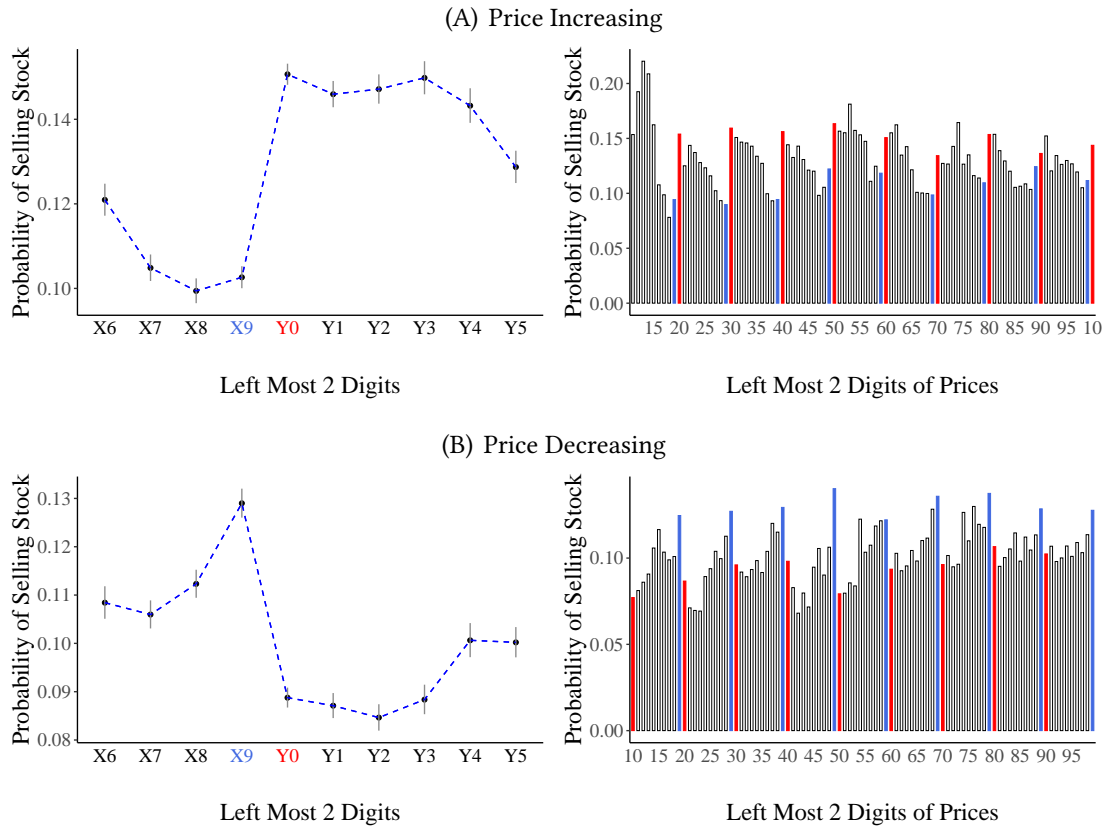 (A) Price Increasing
Probability of Selling Stock
0.14
0.12
0.10
X6 X7 X8 X9 Y0 Y1 Y2 Y3 Y4 Y5
Left Most 2 Digits
Probability of Selling Stock
0.20
0.15
0.10
0.05
0.00
15 20 25 30 35 40 45 50 55 60 65 70 75 80 85 90 95 10
Left Most 2 Digits of Prices
(B) Price Decreasing
Probability of Selling Stock
0.13
0.12
0.11
0.10
0.09
0.08
X6 X7 X8 X9 Y0 Y1 Y2 Y3 Y4 Y5
Left Most 2 Digits
Probability of Selling Stock
0.10
0.05
0.00
10 15 20 25 30 35 40 45 50 55 60 65 70 75 80 85 90 95
Left Most 2 Digits of Prices